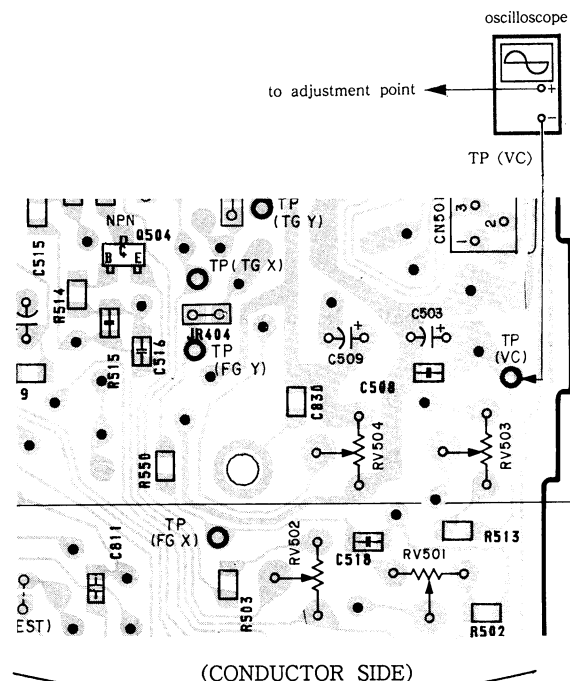 oscilloscope
+
to adjustment point
−
TP (VC)
TP
(TG Y)
NPN
Q504
B E
C515
TP (TG X)
CN501
3
2
1
R514
JR404
C509
C503
TP
(VC)
R515
C516
TP
(FG Y)
C508
9
C830
RV504
RV503
R550
C811
TP
(FG X)
RV502
C518
R513
RV501
EST)
R503
R502
(CONDUCTOR SIDE)